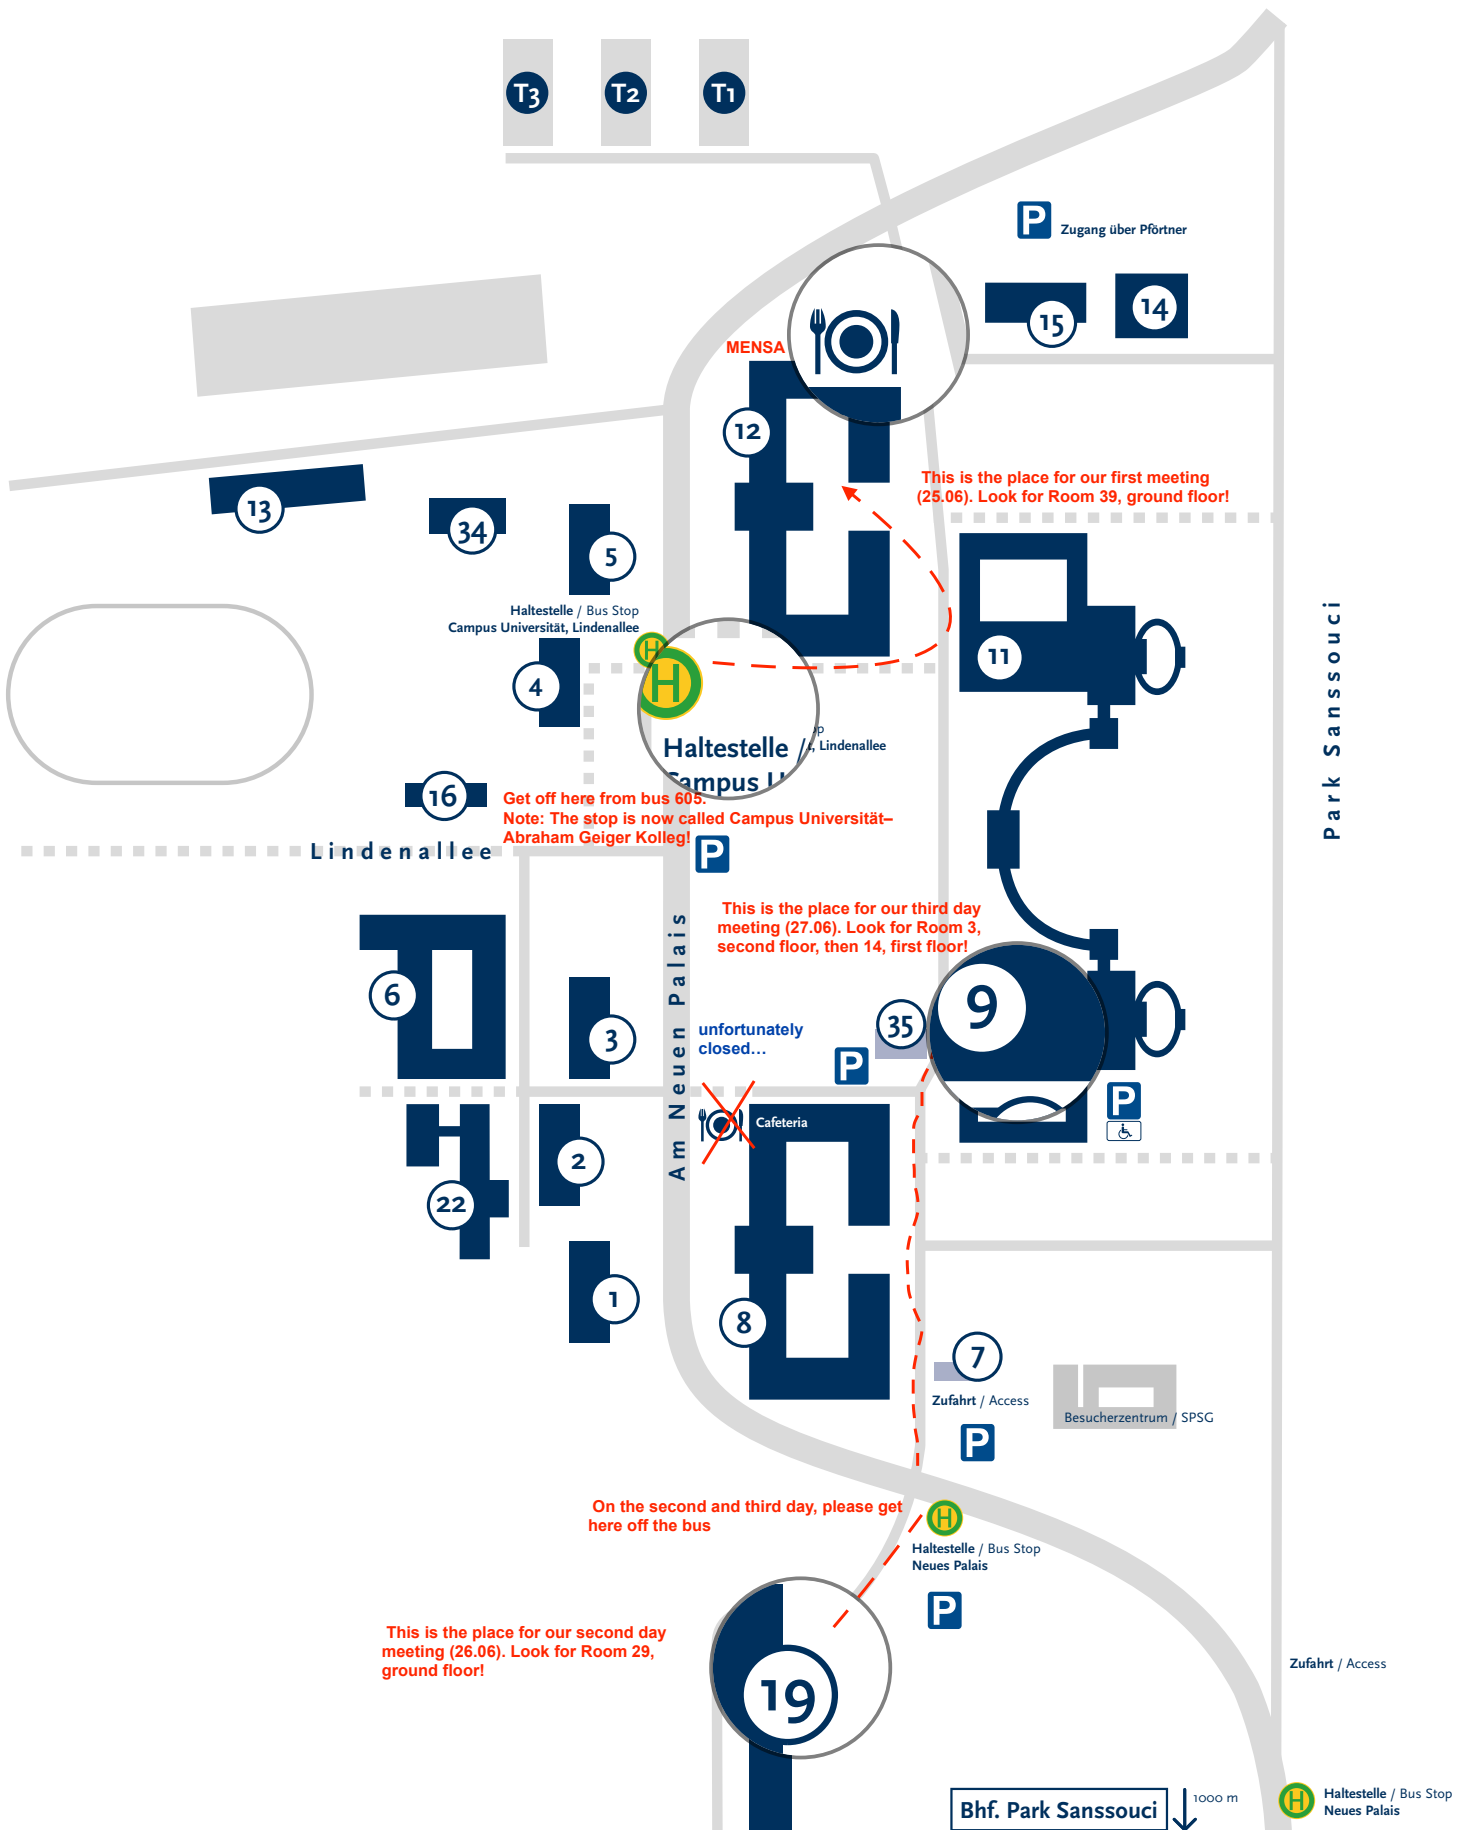 T3
T2
T1
P
Zugang über Pförtner
15
14
MENSA
12
This is the place for our first meeting
(25.06). Look for Room 39, ground floor!
13
34
5
Haltestelle / Bus Stop
Campus Universität, Lindenallee
H
H
4
11
Park Sanssouci
Haltestelle /
, Lindenallee
Campus U
16
Get off here from bus 605.
Note: The stop is now called Campus Universität–
Abraham Geiger Kolleg!
P
Lindenallee
This is the place for our third day
meeting (27.06). Look for Room 3,
second floor, then 14, first floor!
Am Neuen Palais
6
9
35
3
unfortunately
closed...
P
P
Cafeteria
2
22
1
8
7
Zufahrt / Access
Besucherzentrum / SPSG
P
On the second and third day, please get
here off the bus
H
Haltestelle / Bus Stop
Neues Palais
P
This is the place for our second day
meeting (26.06). Look for Room 29,
ground floor!
19
Zufahrt / Access
Bhf. Park Sanssouci
1000 m
H
Haltestelle / Bus Stop
Neues Palais